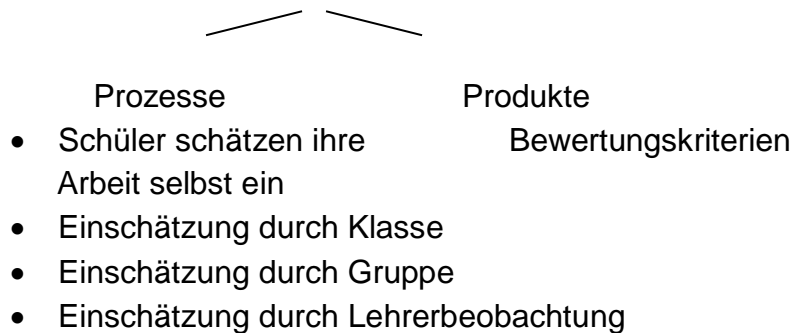 Prozesse Produkte
• Schüler schätzen ihre Bewertungskriterien
Arbeit selbst ein
• Einschätzung durch Klasse
• Einschätzung durch Gruppe
• Einschätzung durch Lehrerbeobachtung